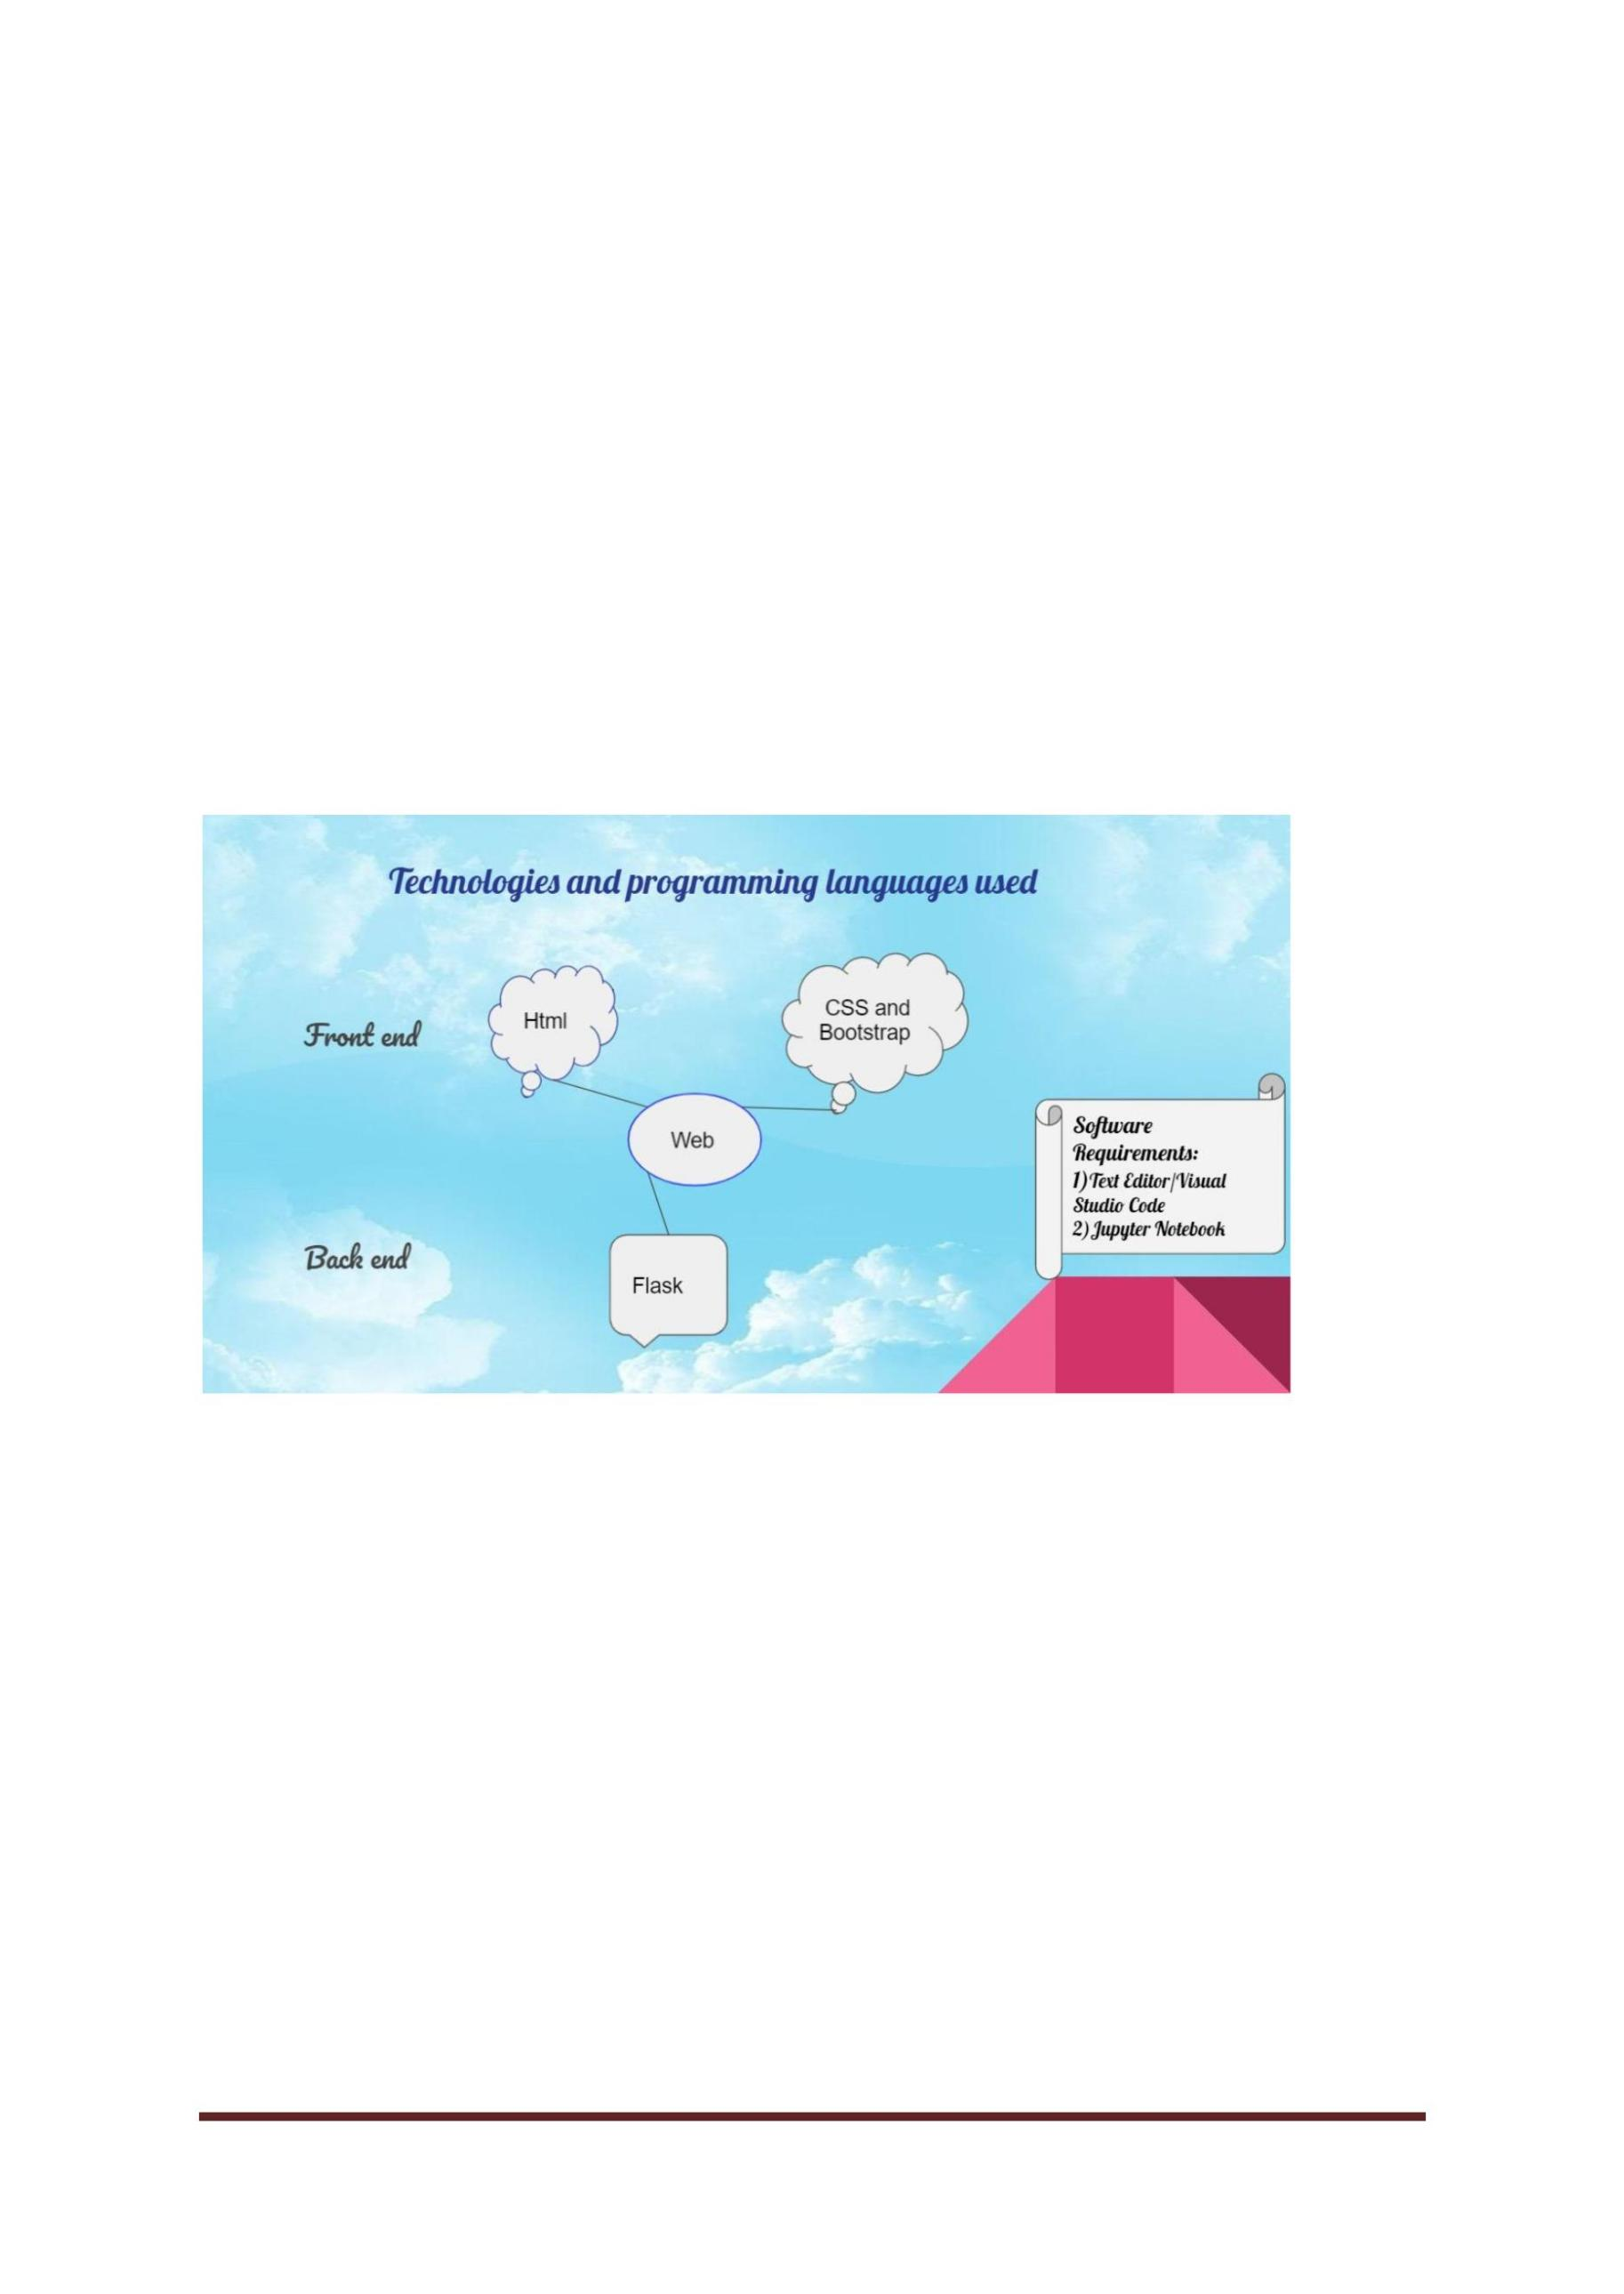 Technologies and programming languages used
Html
CSS and
Bootstrap
Front end
Web
Software
Requirements:
1)Text Editor/Visual
Studio Code
2)Jupyter Notebook
Back end
Flask